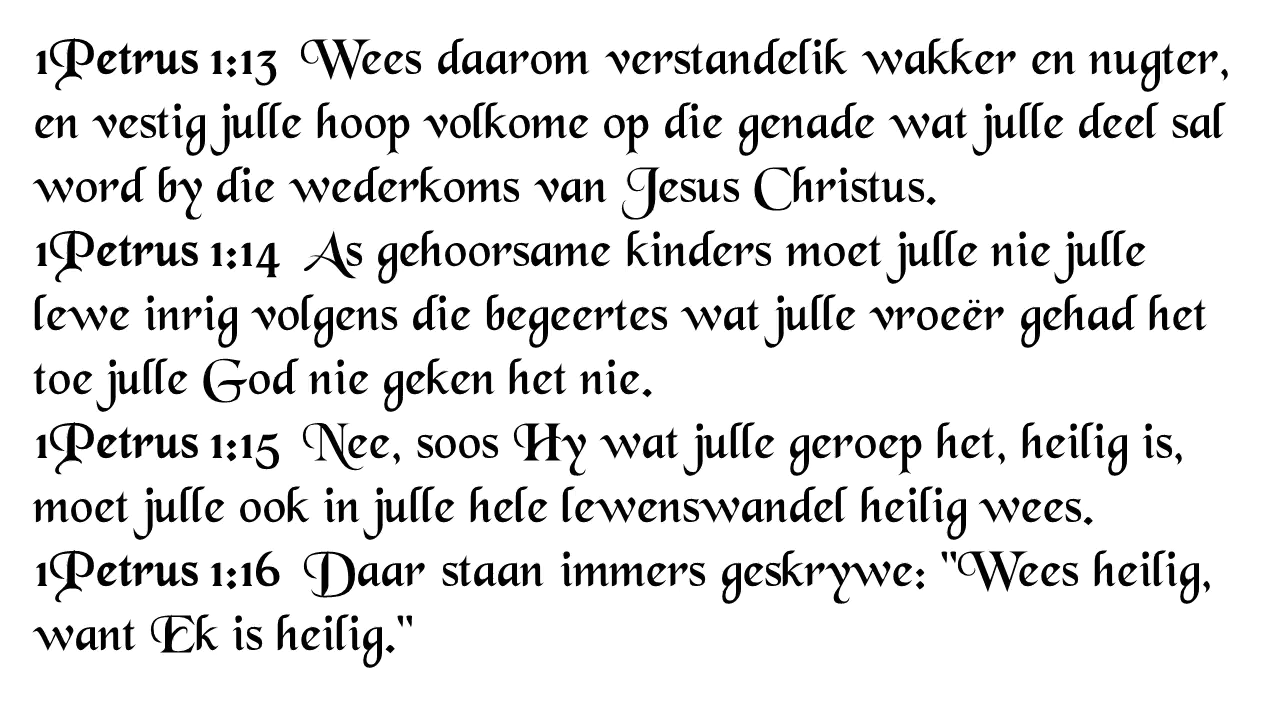 1Petrus 1:13 Wees daarom verstandelik wakker en nugter,
en vestig julle hoop volkome op die genade wat julle deel sal
word by die wederkoms van Jesus Christus.
1Petrus 1:14 As gehoorsame kinders moet julle nie julle
lewe inrig volgens die begeertes wat julle vroeër gehad het
toe julle God nie geken het nie.
1Petrus 1:15 Nee, soos Hy wat julle geroep het, heilig is,
moet julle ook in julle hele lewenswandel heilig wees.
1Petrus 1:16 Daar staan immers geskrywe: "Wees heilig,
want Ek is heilig."